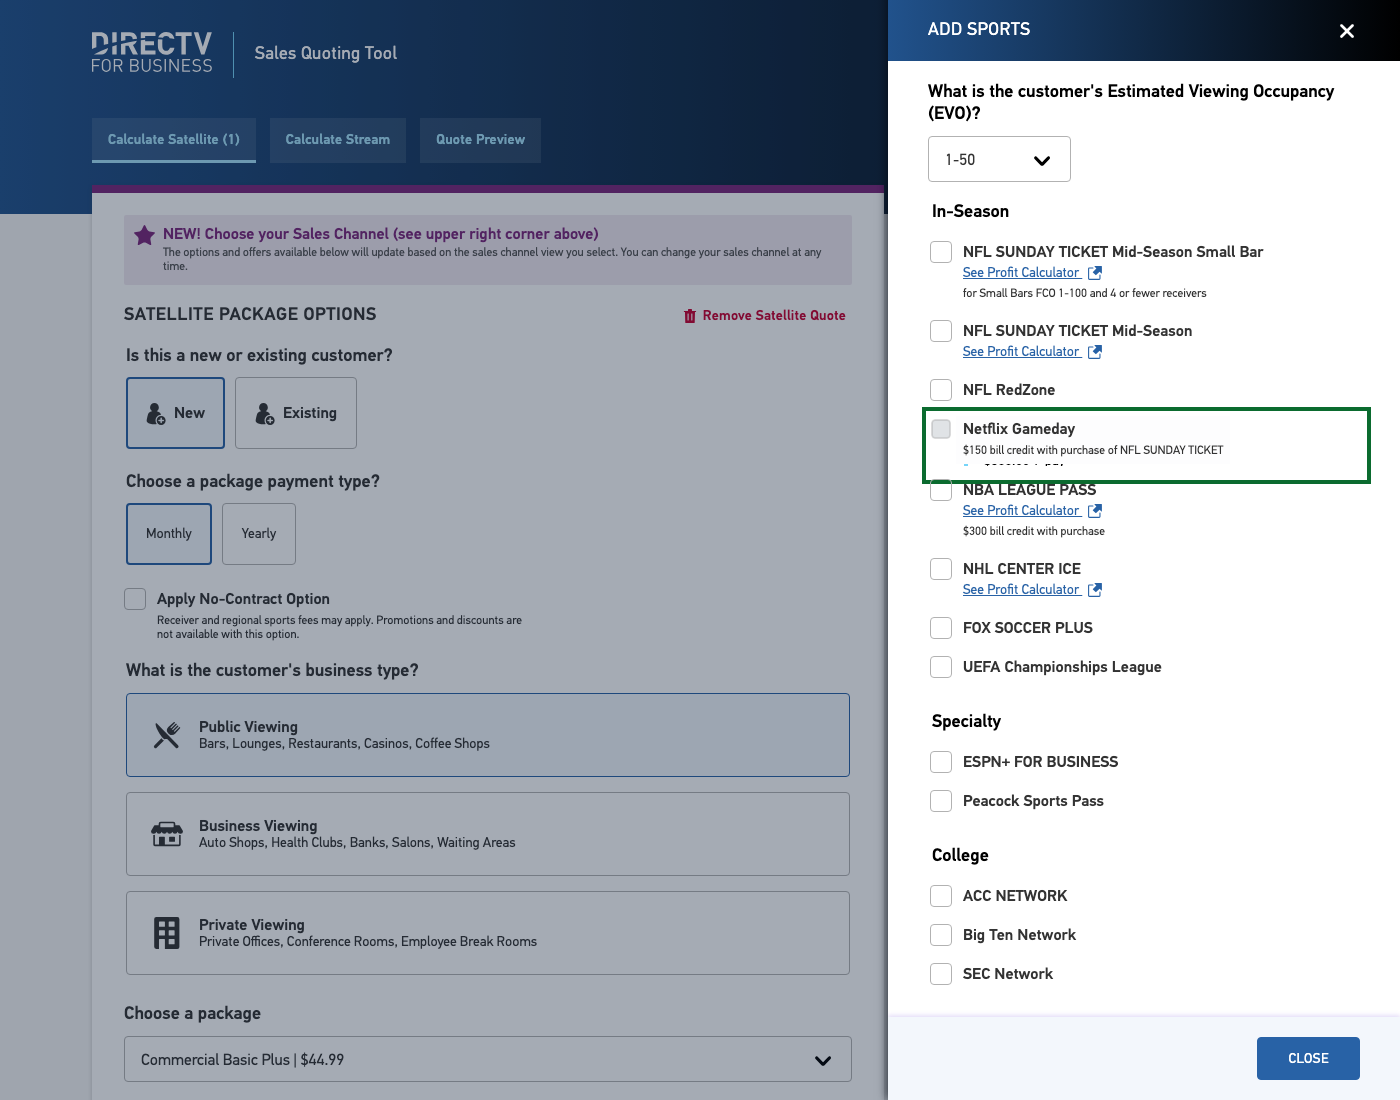 DIRECTV
FOR BUSINESS
Sales Quoting Tool
Calculate Satellite (1)
Calculate Stream
Quote Preview
NEW! Choose your Sales Channel (see upper right corner above)
The options and offers available below will update based on the sales channel view you select. You can change your sales channel at any
time.
SATELLITE PACKAGE OPTIONS
Remove Satellite Quote
Is this a new or existing customer?
New
Existing
Choose a package payment type?
Monthly
Yearly
Apply No-Contract Option
Receiver and regional sports fees may apply. Promotions and discounts are
not available with this option.
What is the customer's business type?
Public Viewing
Bars, Lounges, Restaurants, Casinos, Coffee Shops
Business Viewing
Auto Shops, Health Clubs, Banks, Salons, Waiting Areas
Private Viewing
Private Offices, Conference Rooms, Employee Break Rooms
Choose a package
Commercial Basic Plus | $44.99
ADD SPORTS
What is the customer's Estimated Viewing Occupancy
(EVO)?
1-50
In-Season
NFL SUNDAY TICKET Mid-Season Small Bar
See Profit Calculator
for Small Bars FCO 1-100 and 4 or fewer receivers
NFL SUNDAY TICKET Mid-Season
See Profit Calculator
NFL RedZone
Netflix Gameday
$150 bill credit with purchase of NFL SUNDAY TICKET
NBA LEAGUE PASS
See Profit Calculator
$300 bill credit with purchase
NHL CENTER ICE
See Profit Calculator
FOX SOCCER PLUS
UEFA Championships League
Specialty
ESPN+ FOR BUSINESS
Peacock Sports Pass
College
ACC NETWORK
Big Ten Network
SEC Network
CLOSE